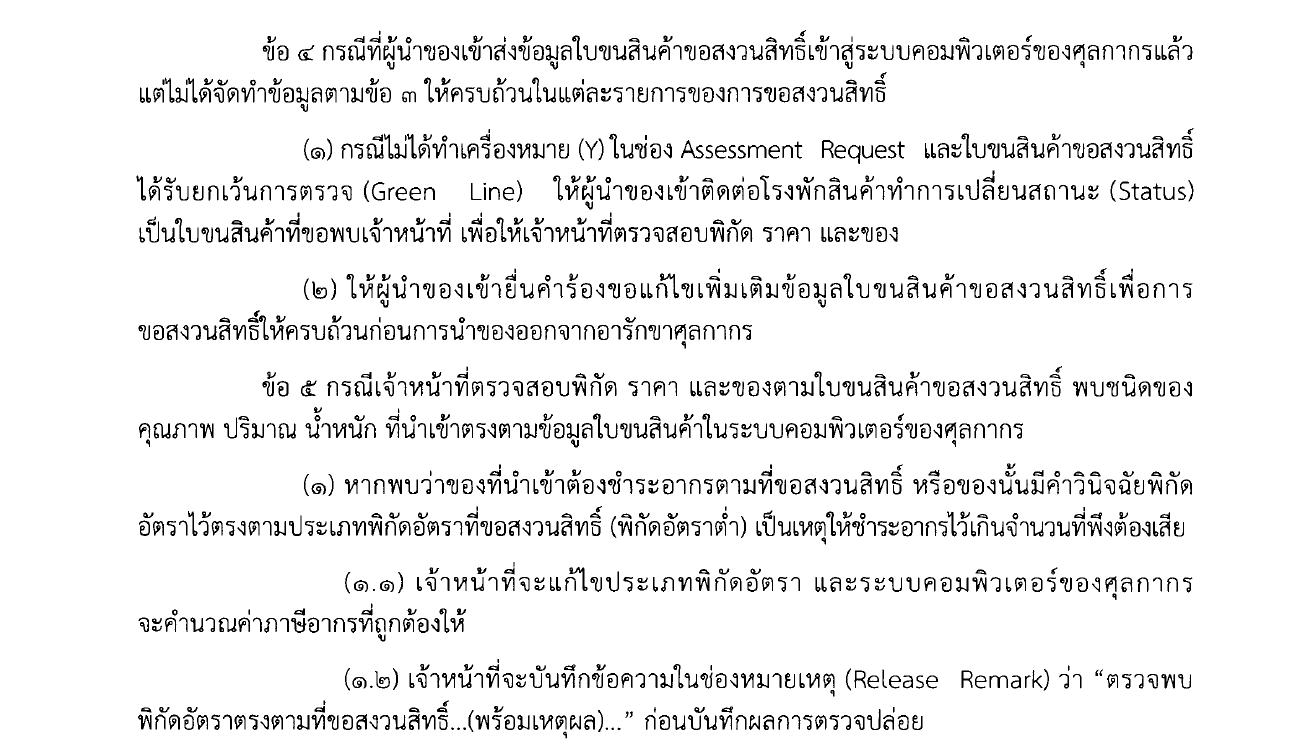 ข้อ ๔ กรณีที่ผู้นำของเข้าส่งข้อมูลใบขนสินค้าขอสงวนสิทธิ์เข้าสู่ระบบคอมพิวเตอร์ของศุลกากรแล้ว
แต่ไม่ได้จัดทำข้อมูลตามข้อ ๓ ให้ครบถ้วนในแต่ละรายการของการขอสงวนสิทธิ์
(๑) กรณีไม่ได้ทำเครื่องหมาย (Y) ในช่อง Assessment Request และใบขนสินค้าขอสงวนสิทธิ์
ได้รับยกเว้นการตรวจ (Green Line) ให้ผู้นำของเข้าติดต่อโรงพักสินค้าทำการเปลี่ยนสถานะ (Status)
เป็นใบขนสินค้าที่ขอพบเจ้าหน้าที่ เพื่อให้เจ้าหน้าที่ตรวจสอบพิกัด ราคา และของ
(๒) ให้ผู้นำของเข้ายื่นคำร้องขอแก้ไขเพิ่มเติมข้อมูลใบขนสินค้าขอสงวนสิทธิ์เพื่อการ
ขอสงวนสิทธิ์ให้ครบถ้วนก่อนการนำของออกจากอารักขาศุลกากร
ข้อ ๕ กรณีเจ้าหน้าที่ตรวจสอบพิกัด ราคา และของตามใบขนสินค้าขอสงวนสิทธิ์ พบชนิดของ
คุณภาพ ปริมาณ น้ำหนัก ที่นำเข้าตรงตามข้อมูลใบขนสินค้าในระบบคอมพิวเตอร์ของศุลกากร
(๑) หากพบว่าของที่นำเข้าต้องชำระอากรตามที่ขอสงวนสิทธิ์ หรือของนั้นมีคำวินิจฉัยพิกัด
อัตราไว้ตรงตามประเภทพิกัดอัตราที่ขอสงวนสิทธิ์ (พิกัดอัตราต่ำ) เป็นเหตุให้ชำระอากรไว้เกินจำนวนที่พึงต้องเสีย
(๑.๑) เจ้าหน้าที่จะแก้ไขประเภทพิกัดอัตรา และระบบคอมพิวเตอร์ของศุลกากร
จะคำนวณค่าภาษีอากรที่ถูกต้องให้
(๑.๒) เจ้าหน้าที่จะบันทึกข้อความในช่องหมายเหตุ (Release Remark) ว่า “ตรวจพบ
พิกัดอัตราตรงตามที่ขอสงวนสิทธิ์...(พร้อมเหตุผล)...” ก่อนบันทึกผลการตรวจปล่อย